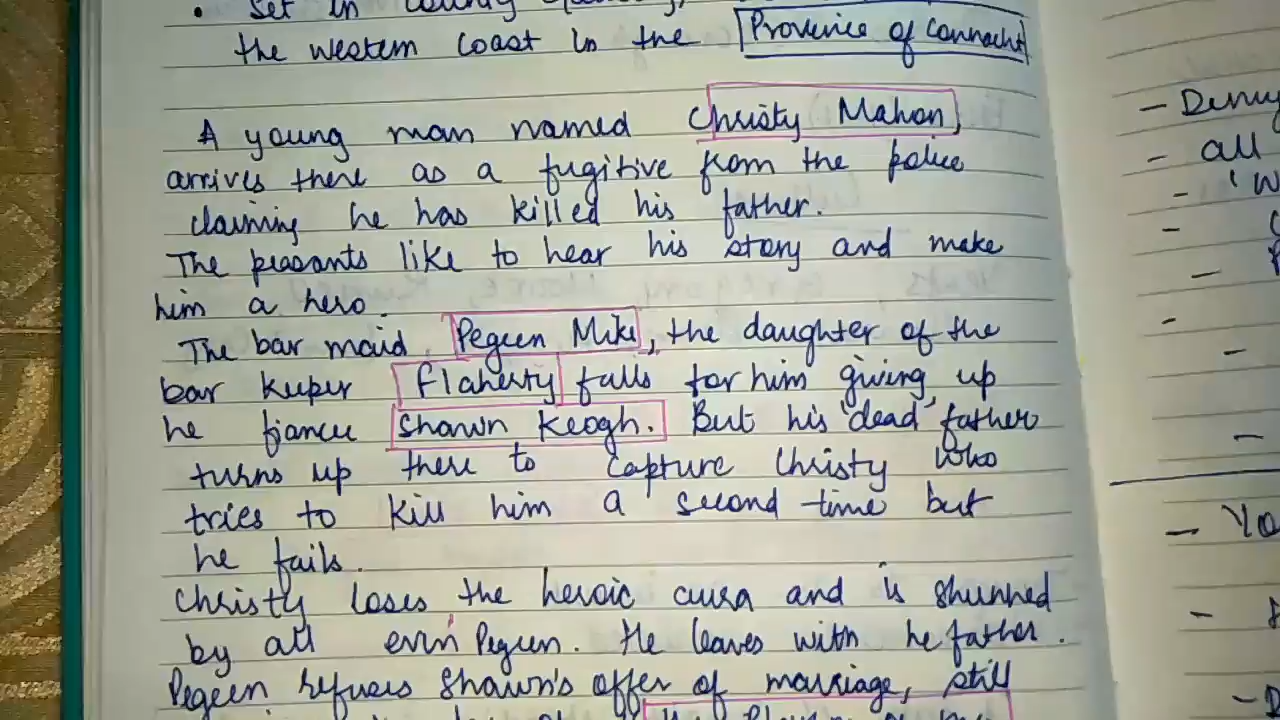 • Set in County
the western coast in the Province of Connacht
A young man named Christy Mahon,
arrives there as a fugitive from the police
claiming he has killed his father.
The peasants like to hear his story and make
him a hero.
The bar maid, Pegeen Mike, the daughter of the
bar keeper Flaherty falls for him giving up
he fiance Shawn Keogh. But his 'dead' father
turns up there to capture Christy who
tries to kill him a second time but
he fails.
Christy loses the heroic aura and is shunned
by all even Pegeen. He leaves with he father.
Pegeen refuses Shawn's offer of marriage, still
- Deny
- all